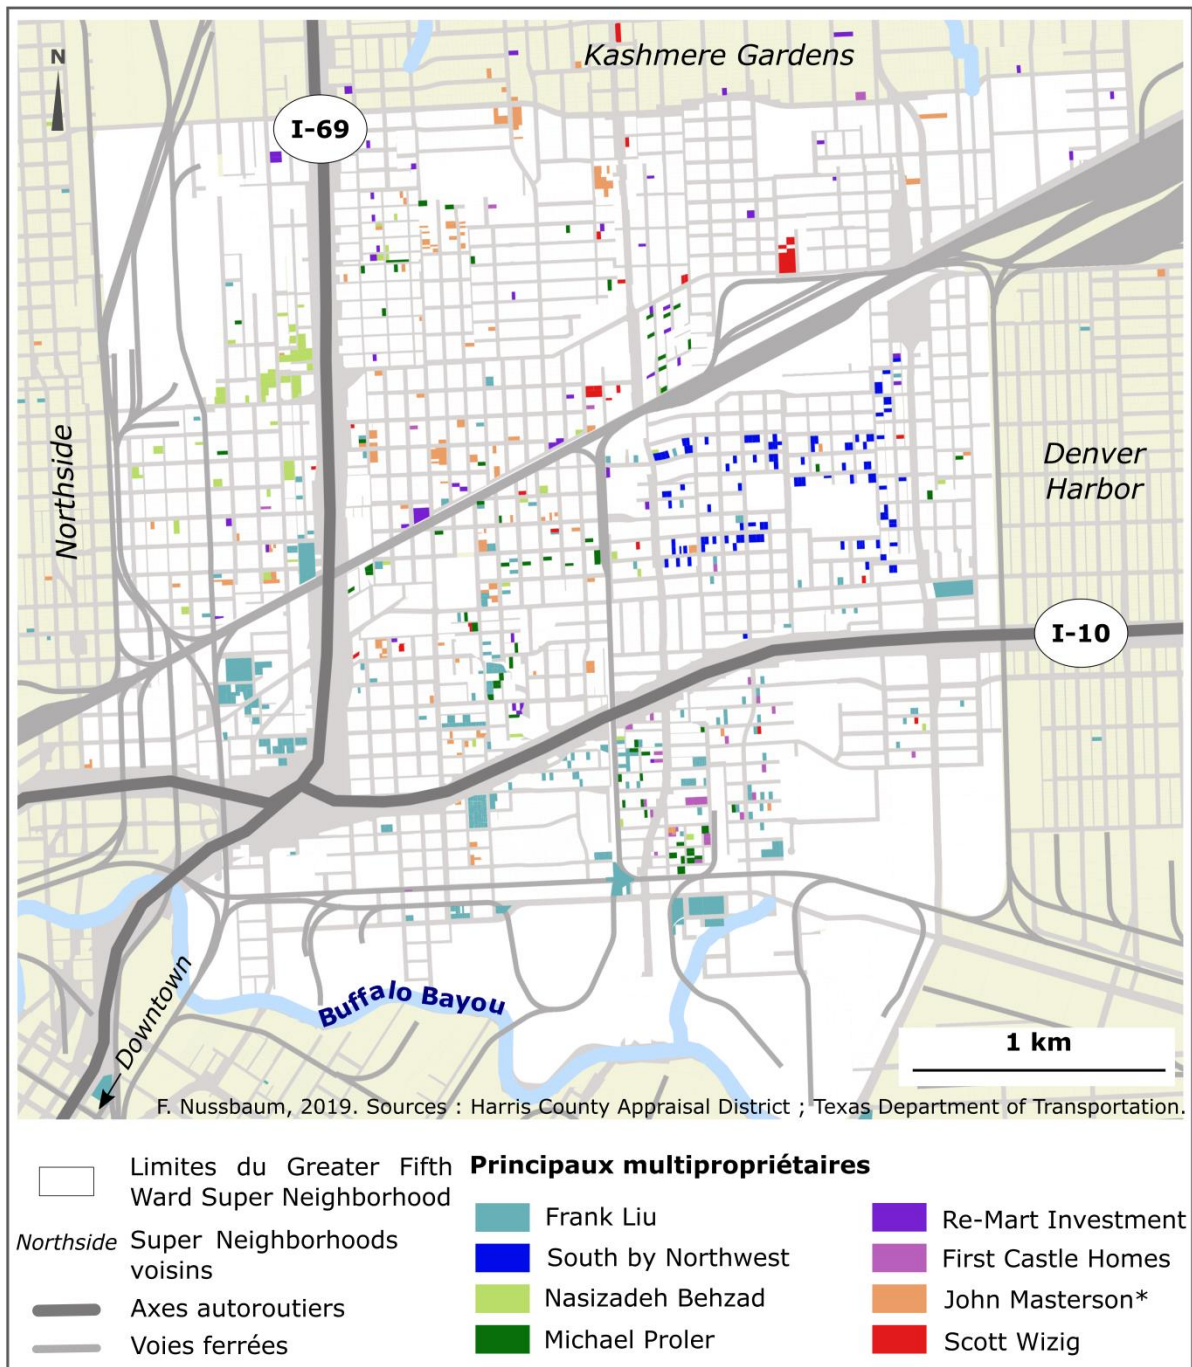 Kashmere Gardens
N
I-69
Northside
Denver
Harbor
I-10
Downtown
Buffalo Bayou
1 km
F. Nussbaum, 2019. Sources : Harris County Appraisal District ; Texas Department of Transportation.
Limites du Greater Fifth
Ward Super Neighborhood
Northside Super Neighborhoods
voisins
Axes autoroutiers
Voies ferrées
Principaux multipropriétaires
Frank Liu
South by Northwest
Nasizadeh Behzad
Michael Proler
Re-Mart Investment
First Castle Homes
John Masterson*
Scott Wizig